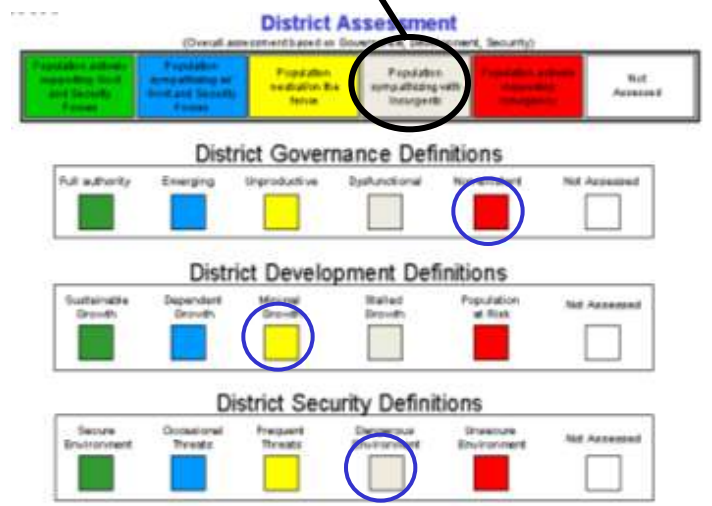 District Assessment
(Overall assessment based on Governance, Development, Security)
Population actively
supporting
and Security
Forces
Population
sympathizing
and Security
Forces
Population
neutral/on the
fence
Population
sympathizing with
Insurgents
Population actively
supporting
Insurgency
Not
Assessed
District Governance Definitions
Full authority
Emerging
Unproductive
Dysfunctional
Non-existent
Not Assessed
District Development Definitions
Sustainable
Growth
Dependent
Growth
Minimal
Growth
Stalled
Growth
Population
at Risk
Not Assessed
District Security Definitions
Secure
Environment
Occasional
Threats
Frequent
Threats
Dangerous
Environment
Unsecure
Environment
Not Assessed